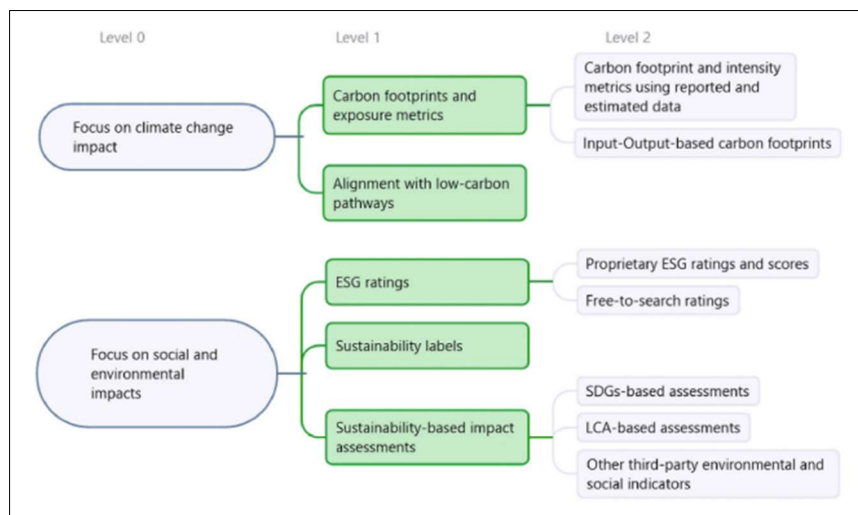 Level 0
Level 1
Level 2
Focus on climate change
impact
Carbon footprints and
exposure metrics
Carbon footprint and intensity
metrics using reported and
estimated data
Input-Output-based carbon footprints
Alignment with low-carbon
pathways
Focus on social and
environmental
impacts
ESG ratings
Proprietary ESG ratings and scores
Free-to-search ratings
Sustainability labels
Sustainability-based impact
assessments
SDGs-based assessments
LCA-based assessments
Other third-party environmental and
social indicators